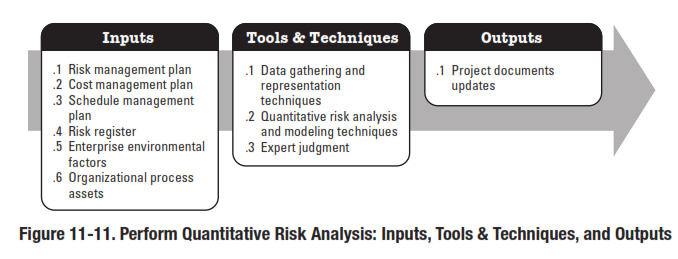 Inputs
.1 Risk management plan
.2 Cost management plan
.3 Schedule management
plan
.4 Risk register
.5 Enterprise environmental
factors
.6 Organizational process
assets
Tools & Techniques
.1 Data gathering and
representation
techniques
.2 Quantitative risk analysis
and modeling techniques
.3 Expert judgment
Outputs
.1 Project documents
updates
Figure 11-11. Perform Quantitative Risk Analysis: Inputs, Tools & Techniques, and Outputs